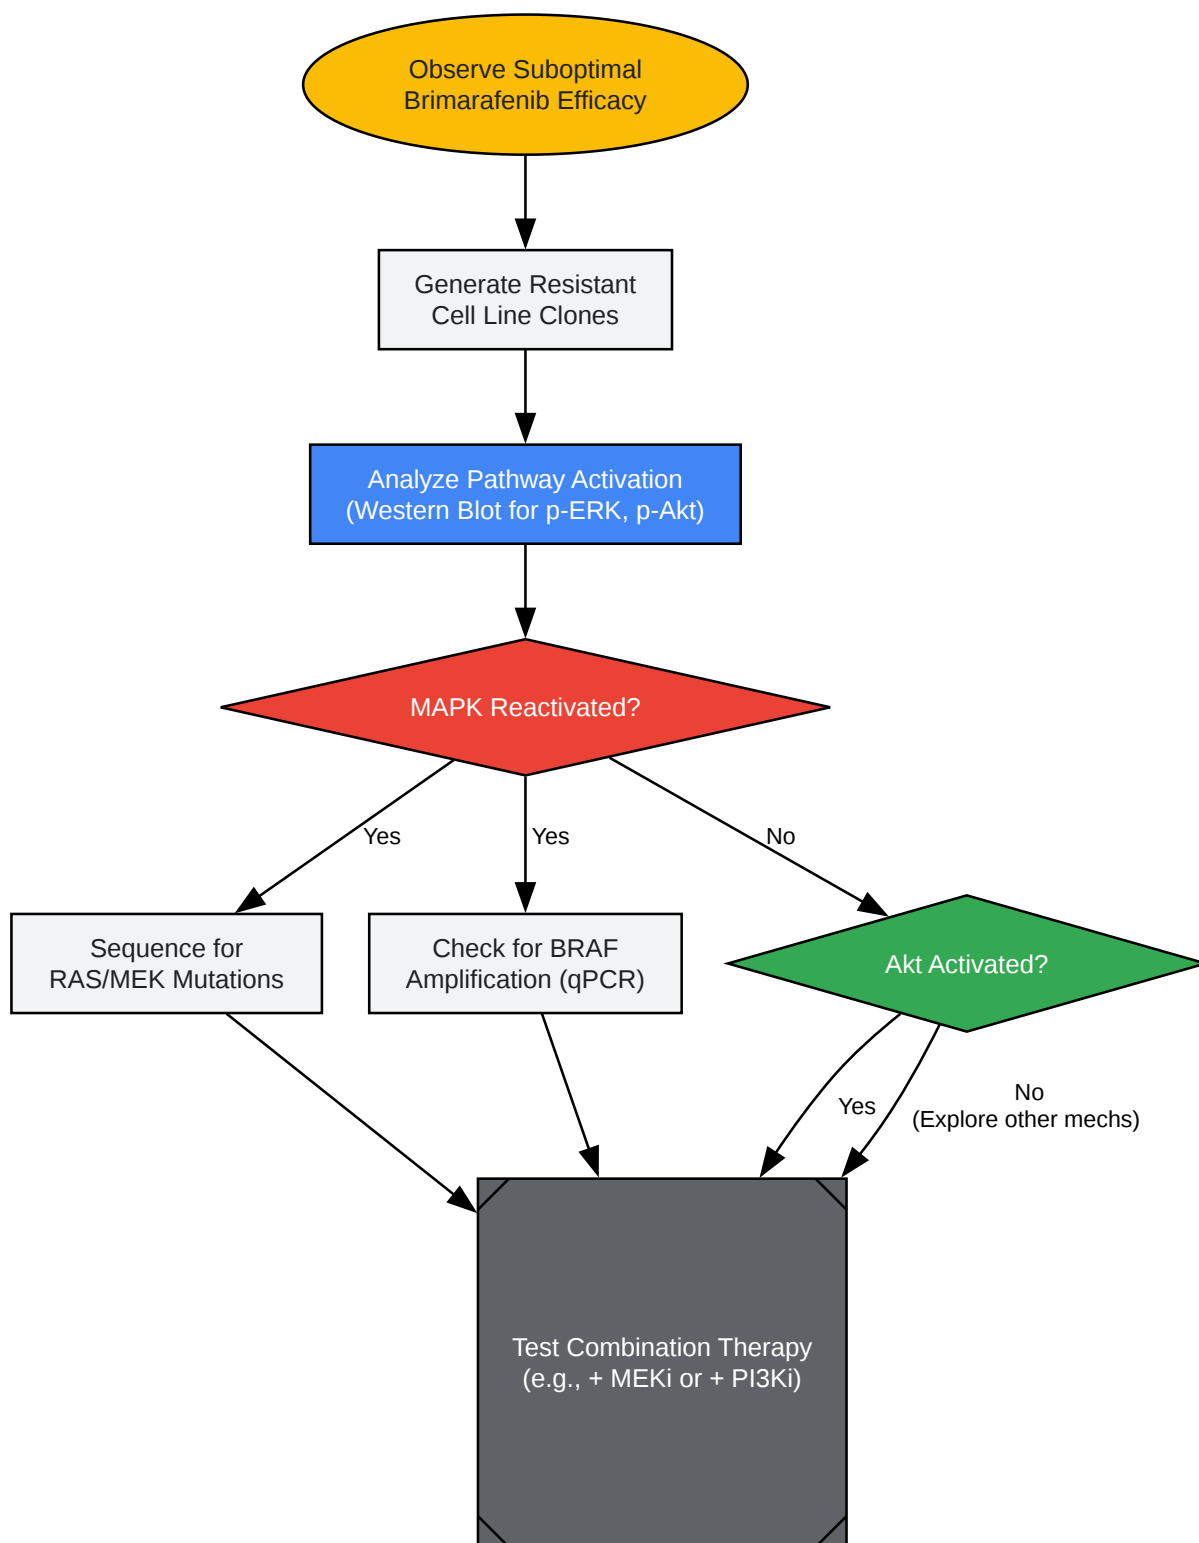 Observe Suboptimal
Brimarafenib Efficacy
Generate Resistant
Cell Line Clones
Analyze Pathway Activation
(Western Blot for p-ERK, p-Akt)
MAPK Reactivated?
Yes
Yes
No
Sequence for
RAS/MEK Mutations
Check for BRAF
Amplification (qPCR)
Akt Activated?
Yes
No
(Explore other mechs)
Test Combination Therapy
(e.g., + MEKi or + PI3Ki)